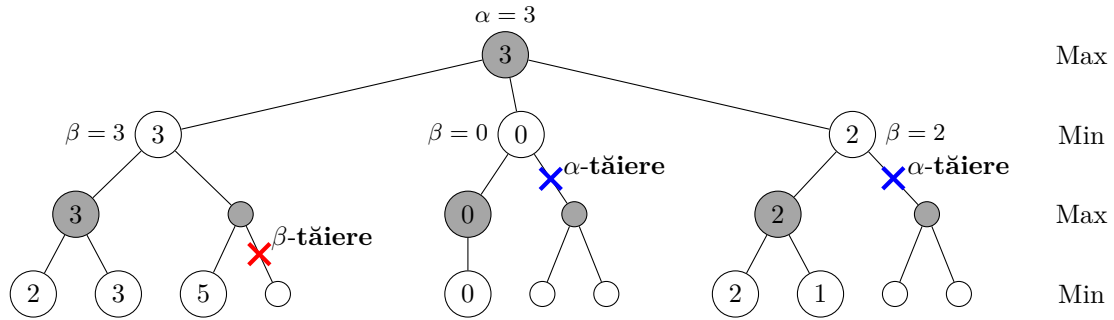 α = 3
3 Max
β = 3 3 β = 0 0 2 β = 2 Min
α-tăiere α-tăiere
3 0 2 Max
β-tăiere
2 3 5 0 2 1 Min